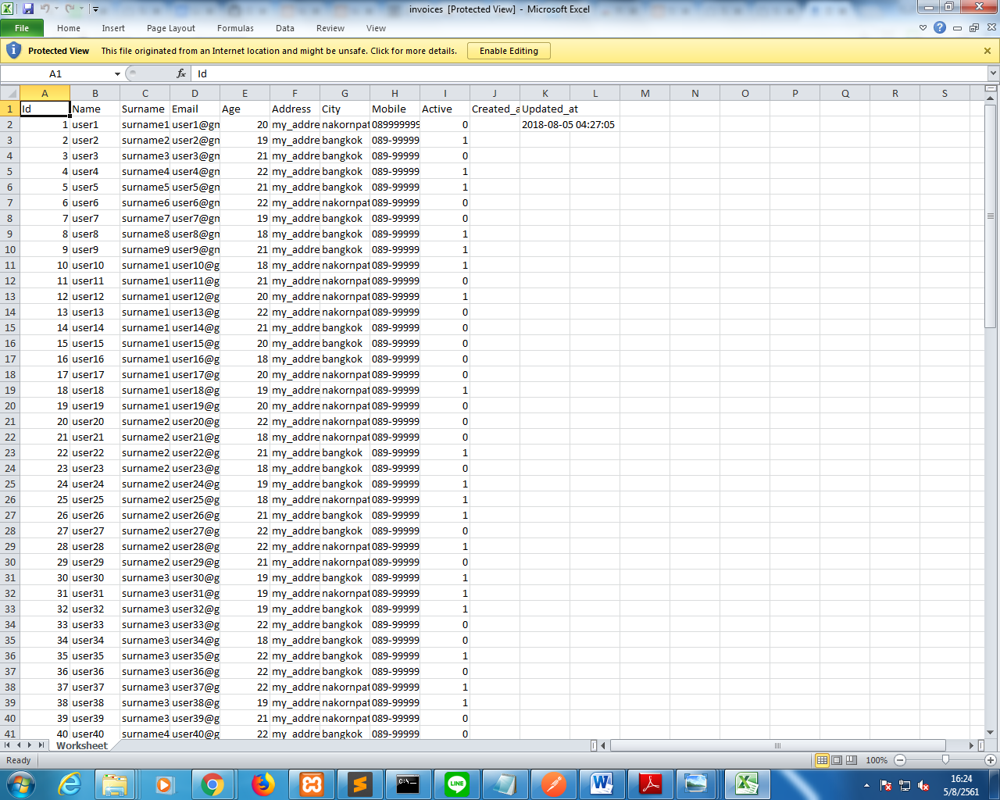 invoices [Protected View] - Microsoft Excel
File Home Insert Page Layout Formulas Data Review View
Protected View This file originated from an Internet location and might be unsafe. Click for more details. Enable Editing
A1 fx Id
A B C D E F G H I J K L M N O P Q R S
1 Id Name Surname Email Age Address City Mobile Active Created_a Updated_at
2 1 user1 surname1 user1@gm 20 my_addre nakornpat 089999999 0 2018-08-05 04:27:05
3 2 user2 surname2 user2@gm 19 my_addre bangkok 089-99999 1
4 3 user3 surname3 user3@gm 21 my_addre bangkok 089-99999 0
5 4 user4 surname4 user4@gm 22 my_addre bangkok 089-99999 1
6 5 user5 surname5 user5@gm 21 my_addre bangkok 089-99999 1
7 6 user6 surname6 user6@gm 22 my_addre nakornpat 089-99999 0
8 7 user7 surname7 user7@gm 19 my_addre bangkok 089-99999 0
9 8 user8 surname8 user8@gm 18 my_addre bangkok 089-99999 1
10 9 user9 surname9 user9@gm 21 my_addre bangkok 089-99999 1
11 10 user10 surname1 user10@g 18 my_addre nakornpat 089-99999 1
12 11 user11 surname1 user11@g 21 my_addre nakornpat 089-99999 0
13 12 user12 surname1 user12@g 20 my_addre nakornpat 089-99999 1
14 13 user13 surname1 user13@g 22 my_addre nakornpat 089-99999 0
15 14 user14 surname1 user14@g 21 my_addre bangkok 089-99999 0
16 15 user15 surname1 user15@g 20 my_addre bangkok 089-99999 0
17 16 user16 surname1 user16@g 18 my_addre bangkok 089-99999 0
18 17 user17 surname1 user17@g 20 my_addre nakornpat 089-99999 0
19 18 user18 surname1 user18@g 19 my_addre nakornpat 089-99999 1
20 19 user19 surname1 user19@g 20 my_addre nakornpat 089-99999 0
21 20 user20 surname2 user20@g 22 my_addre nakornpat 089-99999 0
22 21 user21 surname2 user21@g 18 my_addre nakornpat 089-99999 0
23 22 user22 surname2 user22@g 21 my_addre bangkok 089-99999 1
24 23 user23 surname2 user23@g 18 my_addre bangkok 089-99999 0
25 24 user24 surname2 user24@g 19 my_addre bangkok 089-99999 1
26 25 user25 surname2 user25@g 18 my_addre nakornpat 089-99999 1
27 26 user26 surname2 user26@g 21 my_addre bangkok 089-99999 1
28 27 user27 surname2 user27@g 22 my_addre bangkok 089-99999 0
29 28 user28 surname2 user28@g 22 my_addre bangkok 089-99999 1
30 29 user29 surname2 user29@g 21 my_addre bangkok 089-99999 0
31 30 user30 surname3 user30@g 19 my_addre bangkok 089-99999 1
32 31 user31 surname3 user31@g 19 my_addre nakornpat 089-99999 1
33 32 user32 surname3 user32@g 19 my_addre bangkok 089-99999 1
34 33 user33 surname3 user33@g 22 my_addre bangkok 089-99999 0
35 34 user34 surname3 user34@g 18 my_addre nakornpat 089-99999 0
36 35 user35 surname3 user35@g 22 my_addre bangkok 089-99999 1
37 36 user36 surname3 user36@g 22 my_addre bangkok 089-99999 0
38 37 user37 surname3 user37@g 22 my_addre nakornpat 089-99999 1
39 38 user38 surname3 user38@g 19 my_addre nakornpat 089-99999 1
40 39 user39 surname3 user39@g 21 my_addre bangkok 089-99999 0
41 40 user40 surname4 user40@g 22 my_addre bangkok 089-99999 0
Worksheet
Ready 100%
C:\_
LINE
16:24
5/8/2561